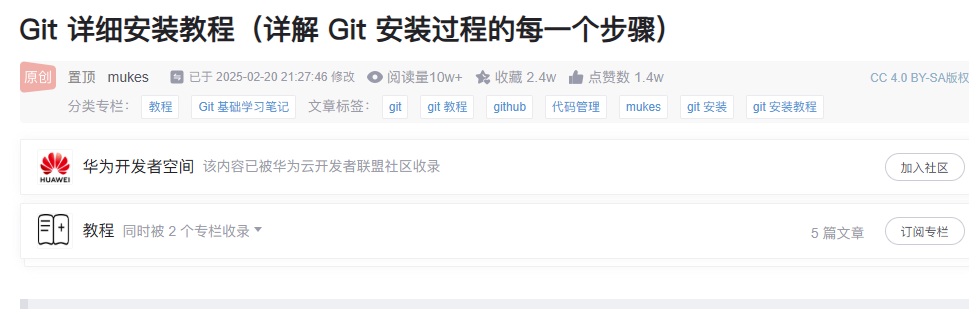 Git 详细安装教程（详解 Git 安装过程的每一个步骤）
原创 置顶 mukes 已于 2025-02-20 21:27:46 修改 阅读量10w+ 收藏 2.4w 点赞数 1.4w CC 4.0 BY-SA版权
分类专栏： 教程 Git 基础学习笔记 文章标签： git git 教程 github 代码管理 mukes git 安装 git 安装教程
HUAWEI 华为开发者空间 该内容已被华为云开发者联盟社区收录 加入社区
教程 同时被 2 个专栏收录 5 篇文章 订阅专栏